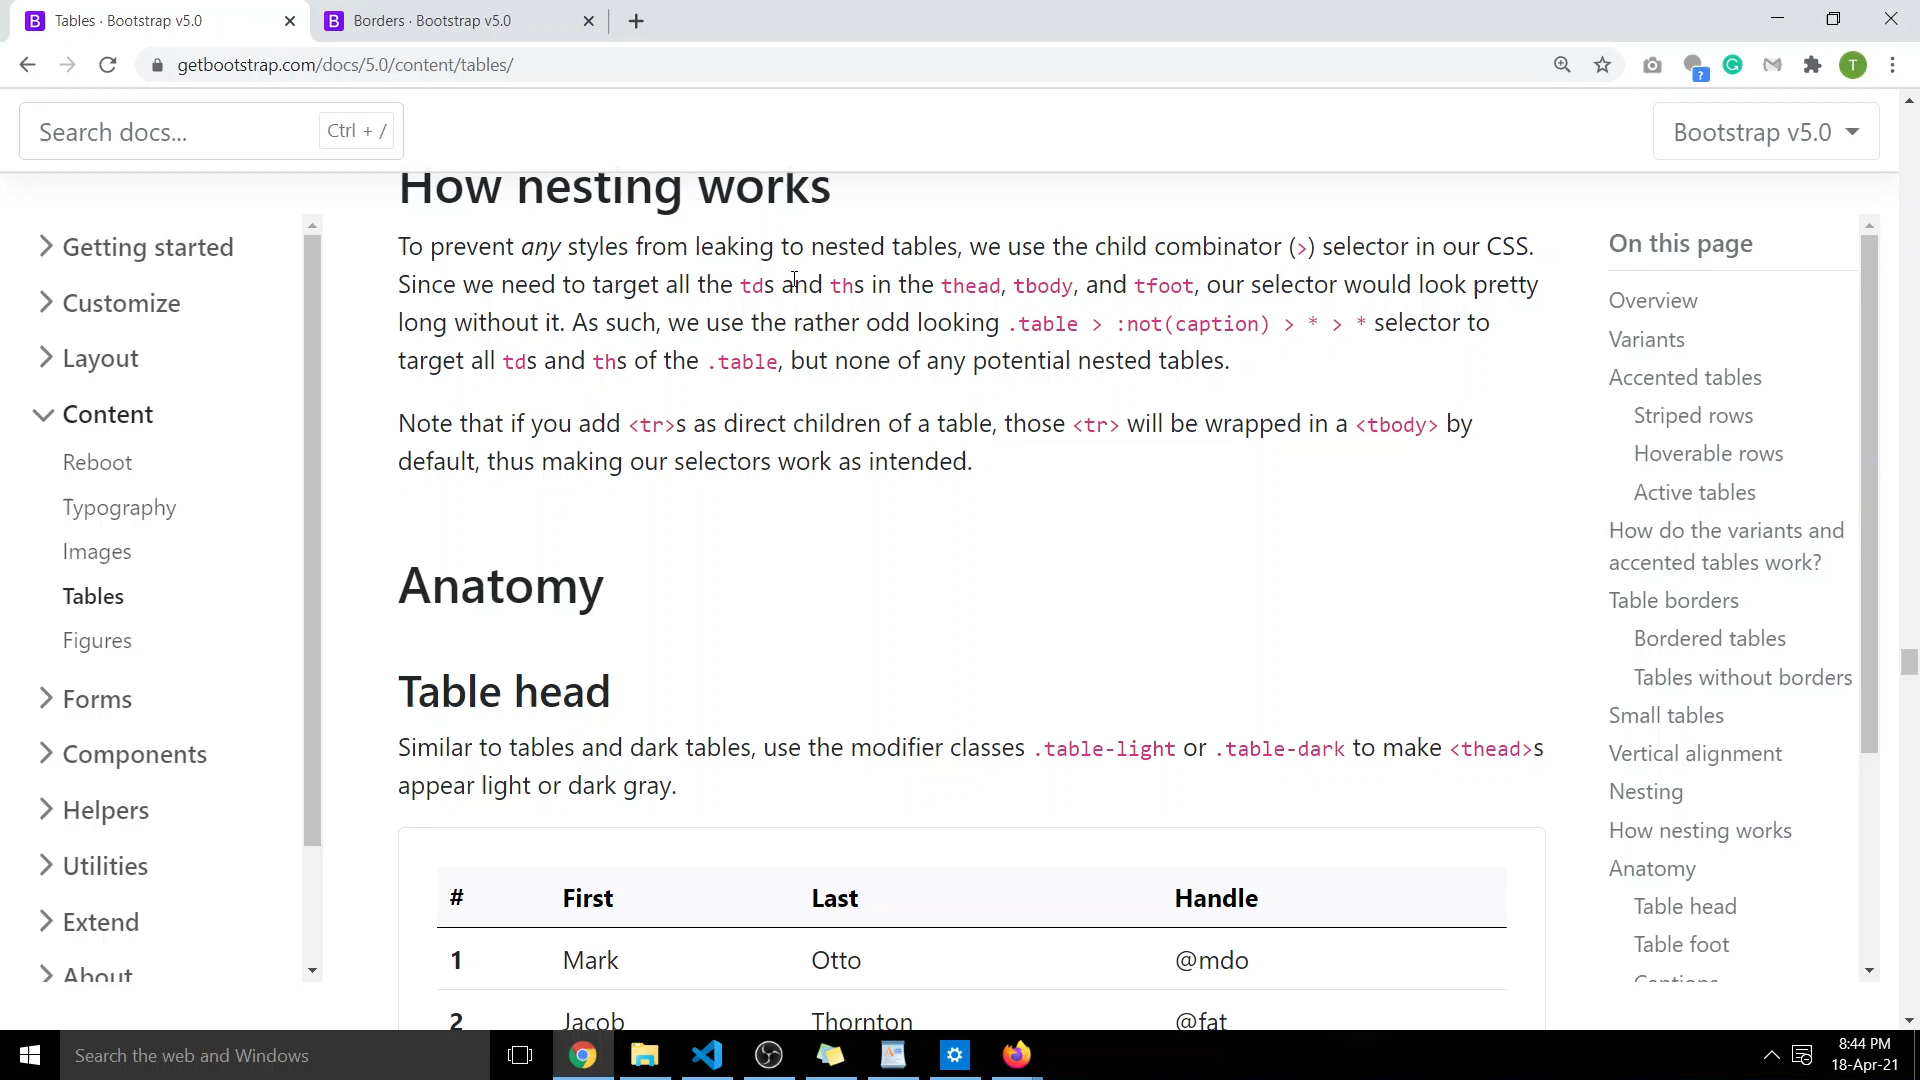 Tables · Bootstrap v5.0
Borders · Bootstrap v5.0
getbootstrap.com/docs/5.0/content/tables/
T
Search docs...
Ctrl + /
Bootstrap v5.0
Getting started
Customize
Layout
Content
Reboot
Typography
Images
Tables
Figures
Forms
Components
Helpers
Utilities
Extend
About
How nesting works
To prevent any styles from leaking to nested tables, we use the child combinator (>) selector in our CSS.
Since we need to target all the tds and ths in the thead, tbody, and tfoot, our selector would look pretty
long without it. As such, we use the rather odd looking .table > :not(caption) > * > * selector to
target all tds and ths of the .table, but none of any potential nested tables.
Note that if you add <tr>s as direct children of a table, those <tr> will be wrapped in a <tbody> by
default, thus making our selectors work as intended.
Anatomy
Table head
Similar to tables and dark tables, use the modifier classes .table-light or .table-dark to make <thead>s
appear light or dark gray.
# First Last Handle
1 Mark Otto @mdo
2 Jacob Thornton @fat
On this page
Overview
Variants
Accented tables
Striped rows
Hoverable rows
Active tables
How do the variants and
accented tables work?
Table borders
Bordered tables
Tables without borders
Small tables
Vertical alignment
Nesting
How nesting works
Anatomy
Table head
Table foot
Captions
Search the web and Windows
8:44 PM
18-Apr-21